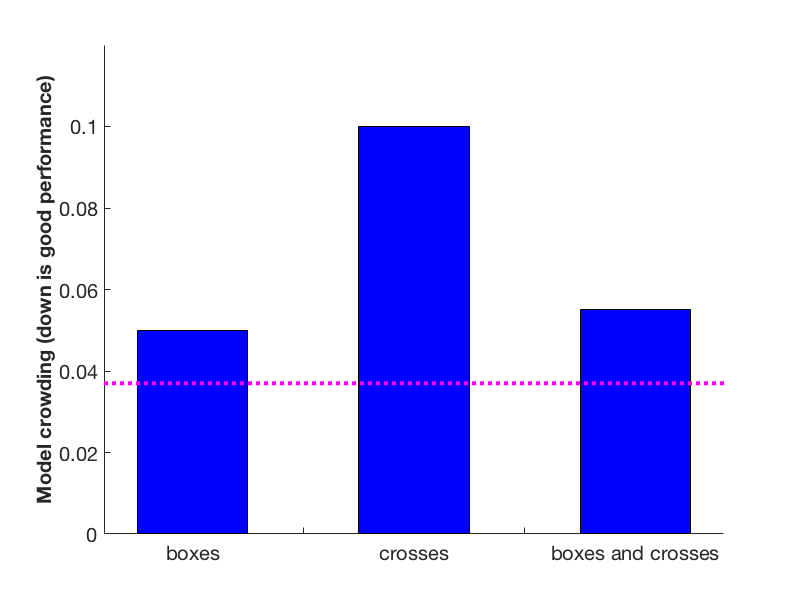 Model crowding (down is good performance)
0.1
0.08
0.06
0.04
0.02
0
boxes
crosses
boxes and crosses